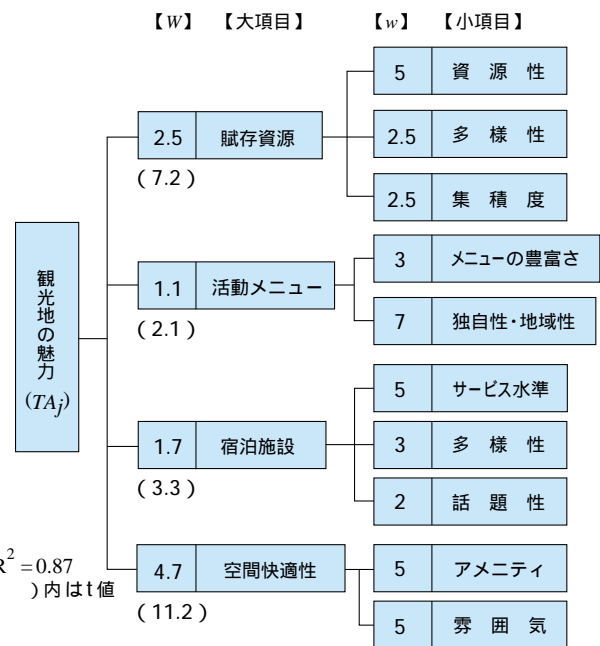 【W】 【大項目】 【w】 【小項目】
5 資源性
2.5 賦存資源
(7.2)
2.5 多様性
2.5 集積度
3 メニューの豊富さ
1.1 活動メニュー
(2.1)
7 独自性・地域性
観光地の魅力
(TAj)
5 サービス水準
1.7 宿泊施設
(3.3)
3 多様性
2 話題性
R² = 0.87
)内はt値
4.7 空間快適性
(11.2)
5 アメニティ
5 雰囲気